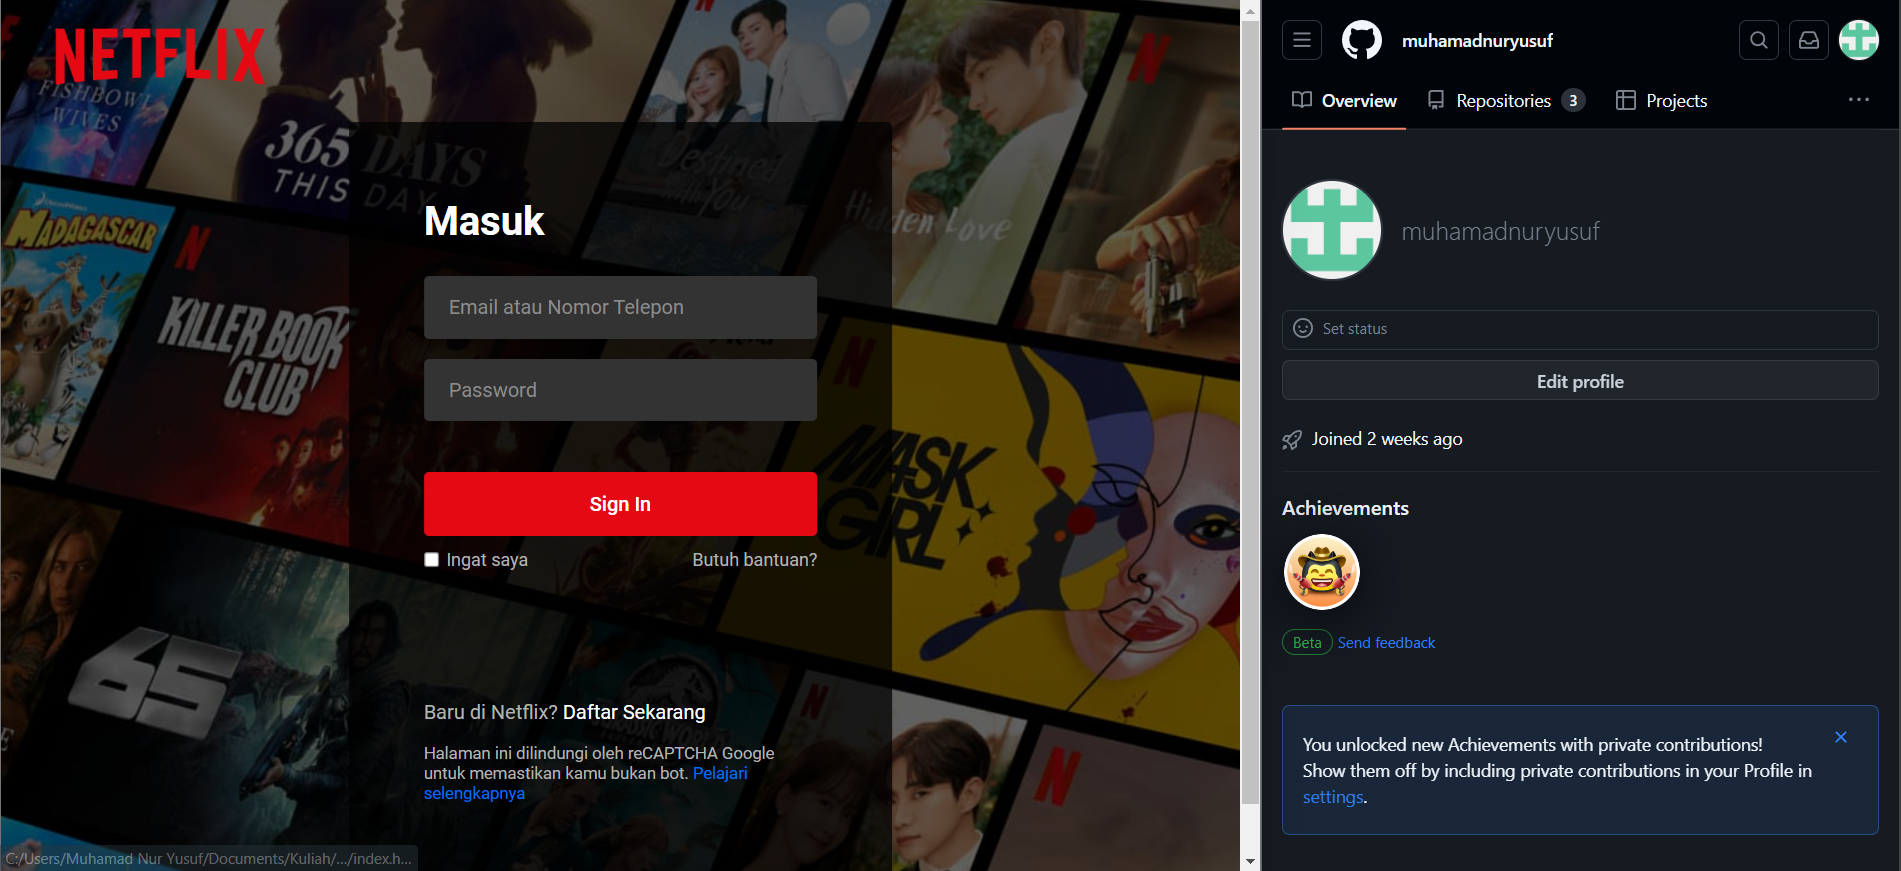 NETFLIX
FISHBOWL
WIVES
365 DAYS
THIS DAY
Destined
with You
Hidden Love
DREAMWORKS
MADAGASCAR
KILLER BOOK
CLUB
MASK
GIRL
65
Masuk
Email atau Nomor Telepon
Password
Sign In
Ingat saya
Butuh bantuan?
Baru di Netflix? Daftar Sekarang
Halaman ini dilindungi oleh reCAPTCHA Google
untuk memastikan kamu bukan bot. Pelajari
selengkapnya
C:/Users/Muhamad Nur Yusuf/Documents/Kuliah/.../index.h...
muhamadnuryusuf
Overview
Repositories 3
Projects
muhamadnuryusuf
Set status
Edit profile
Joined 2 weeks ago
Achievements
Beta Send feedback
You unlocked new Achievements with private contributions!
Show them off by including private contributions in your Profile in
settings.